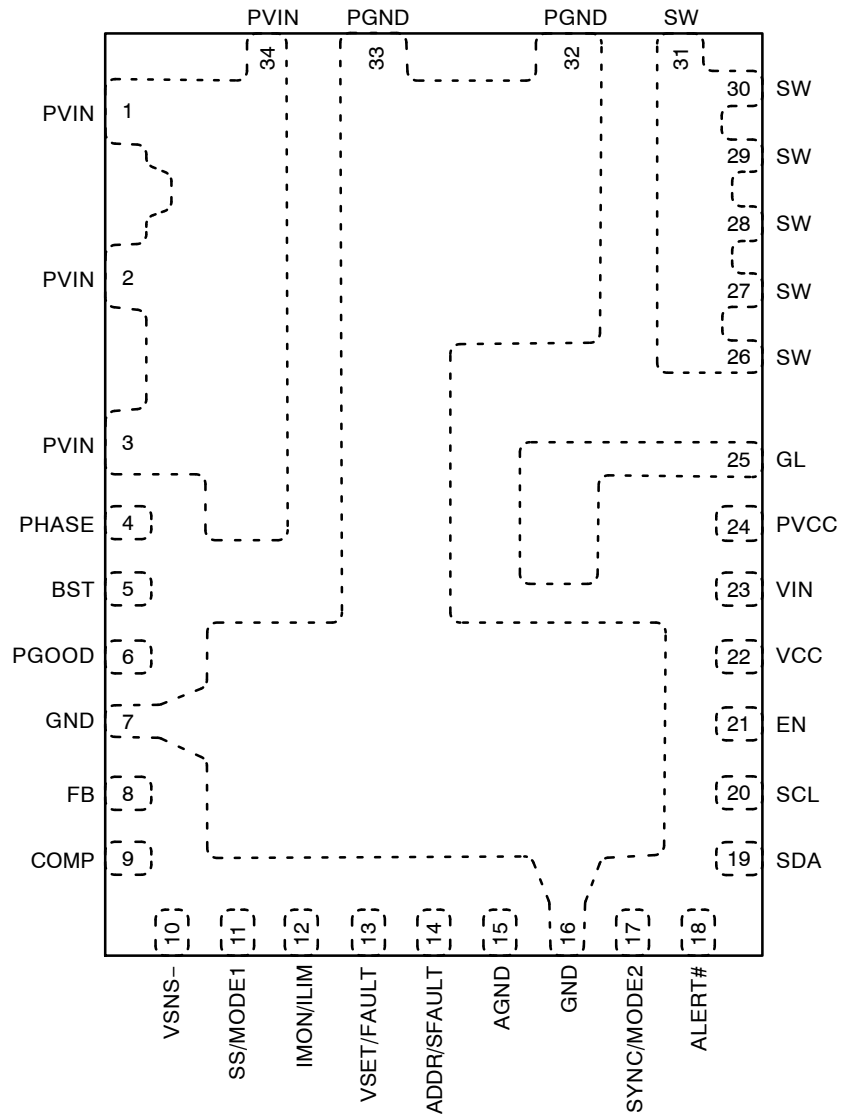 PVIN PGND PGND SW
34 33 32 31
30 SW
PVIN 1
29 SW
28 SW
PVIN 2
27 SW
26 SW
PVIN 3
25 GL
PHASE 4
24 PVCC
BST 5
23 VIN
PGOOD 6
22 VCC
GND 7
21 EN
FB 8
20 SCL
COMP 9
19 SDA
10 11 12 13 14 15 16 17 18
VSNS−
SS/MODE1
IMON/ILIM
VSET/FAULT
ADDR/SFAULT
AGND
GND
SYNC/MODE2
ALERT#